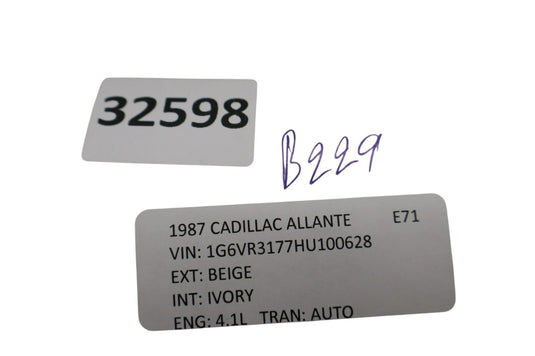 32598
B229
1987 CADILLAC ALLANTE E71
VIN: 1G6VR3177HU100628
EXT: BEIGE
INT: IVORY
ENG: 4.1L TRAN: AUTO